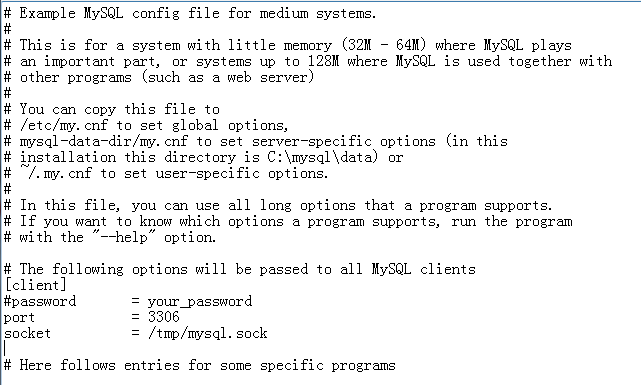 # Example MySQL config file for medium systems.
#
# This is for a system with little memory (32M - 64M) where MySQL plays
# an important part, or systems up to 128M where MySQL is used together with
# other programs (such as a web server)
#
# You can copy this file to
# /etc/my.cnf to set global options,
# mysql-data-dir/my.cnf to set server-specific options (in this
# installation this directory is C:\mysql\data) or
# ~/.my.cnf to set user-specific options.
#
# In this file, you can use all long options that a program supports.
# If you want to know which options a program supports, run the program
# with the "--help" option.

# The following options will be passed to all MySQL clients
[client]
#password       = your_password
port            = 3306
socket          = /tmp/mysql.sock

# Here follows entries for some specific programs